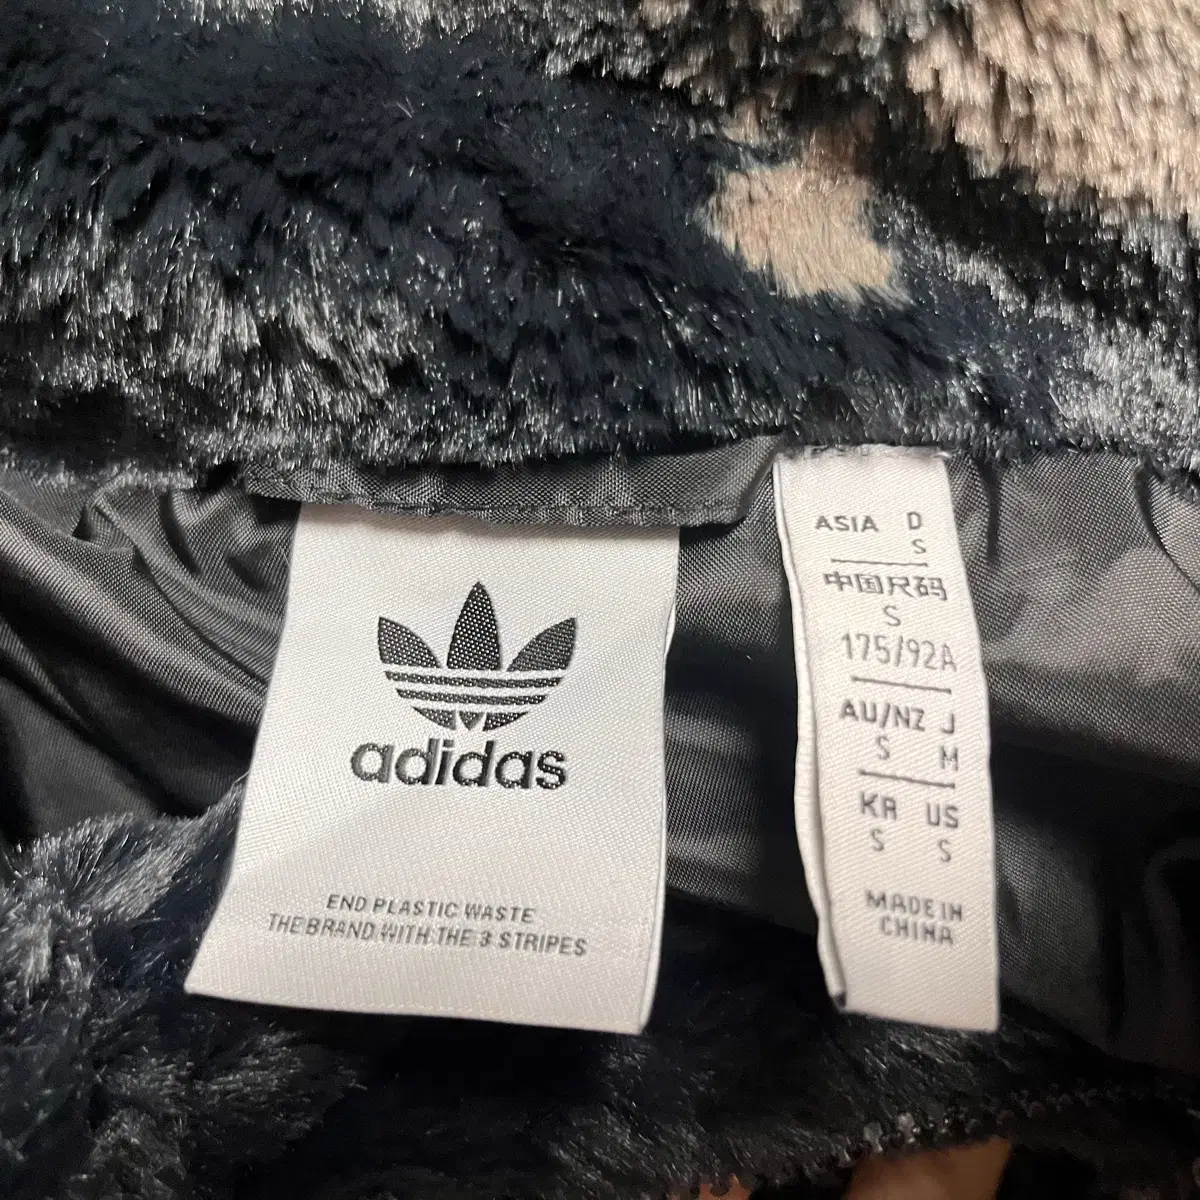 adidas
END PLASTIC WASTE
THE BRAND WITH THE 3 STRIPES
ASIA D
S
中国尺码
S
175/92A
AU/NZ J
S M
KR US
S S
MADE IN
CHINA